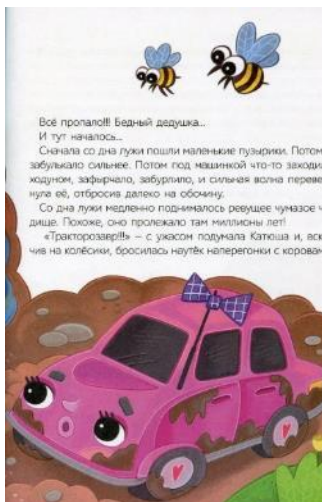 Всё пропало!!! Бедный дедушка...
И тут началось...
Сначала со дна лужи пошли маленькие пузырики. Потом
забулькало сильнее. Потом под машинкой что-то заходи
ходуном, зафырчало, забурлило, и сильная волна переве
нула её, отбросив далеко на обочину.
Со дна лужи медленно поднималось ревущее чумазое ч
дище. Похоже, оно пролежало там миллионы лет!
«Тракторозавр!!!» – с ужасом подумала Катюша и, вск
чив на колёсики, бросилась наутёк наперегонки с коровам